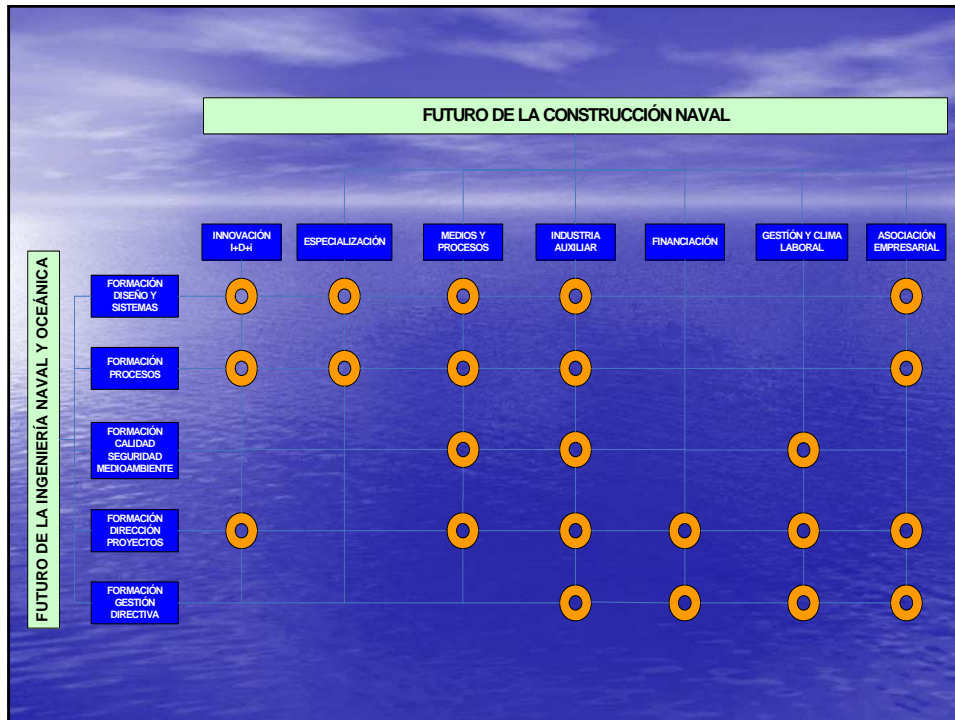 FUTURO DE LA CONSTRUCCIÓN NAVAL
INNOVACIÓN
I+D+i
ESPECIALIZACIÓN
MEDIOS Y
PROCESOS
INDUSTRIA
AUXILIAR
FINANCIACIÓN
GESTÍÓN Y CLIMA
LABORAL
ASOCIACIÓN
EMPRESARIAL
FUTURO DE LA INGENIERÍA NAVAL Y OCEÁNICA
FORMACIÓN
DISEÑO Y
SISTEMAS
FORMACIÓN
PROCESOS
FORMACIÓN
CALIDAD
SEGURIDAD
MEDIOAMBIENTE
FORMACIÓN
DIRECCIÓN
PROYECTOS
FORMACIÓN
GESTIÓN
DIRECTIVA